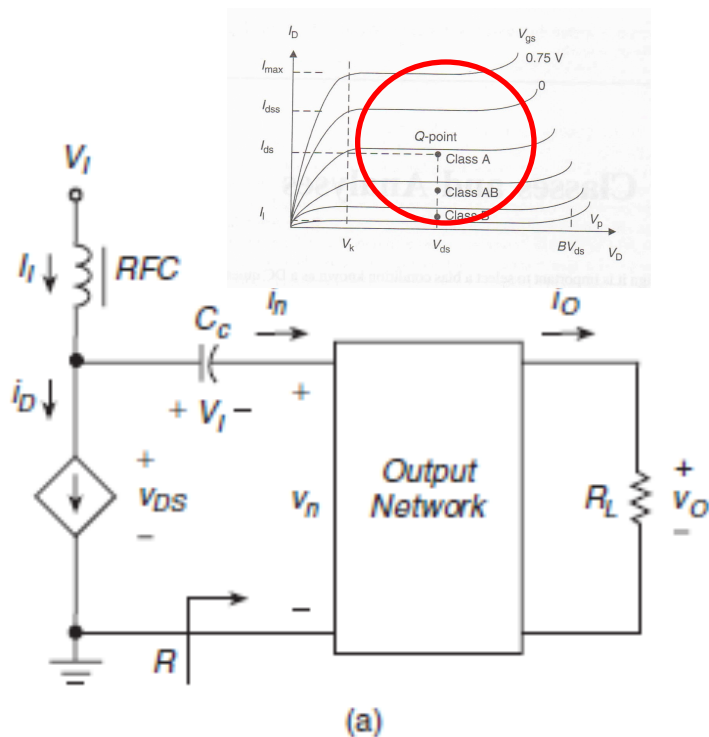 I_D
V_gs
0.75 V
I_max
0
I_dss
Q-point
I_ds
Class A
Class AB
Class B
I_l
V_p
V_k
V_ds
BV_ds
V_D
V_I
I_I
RFC
C_c
i_n
i_O
i_D
+ V_I −
+
+
v_DS
−
v_n
Output
Network
R_L
+
v_O
−
−
R
(a)